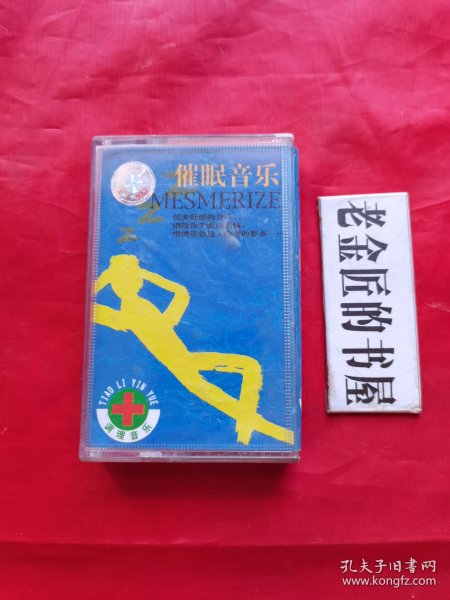 催眠音乐
MESMERIZE
优美舒缓的音乐,
TIAO LI YIN YUE
调理音乐
老金匠的书屋
孔夫子旧书网
www.kongfz.com